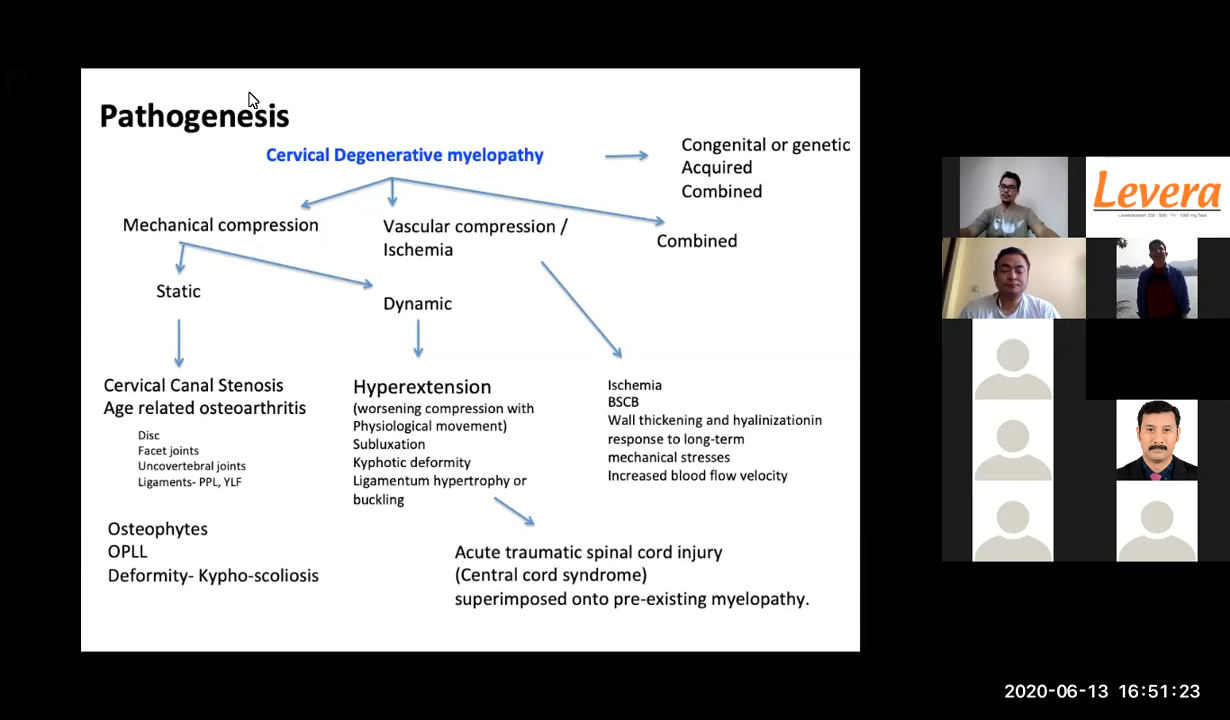 Pathogenesis
Cervical Degenerative myelopathy
Congenital or genetic
Acquired
Combined
Mechanical compression
Vascular compression /
Ischemia
Combined
Static
Dynamic
Cervical Canal Stenosis
Age related osteoarthritis
Disc
Facet joints
Uncovertebral joints
Ligaments- PPL, YLF
Osteophytes
OPLL
Deformity- Kypho-scoliosis
Hyperextension
(worsening compression with
Physiological movement)
Subluxation
Kyphotic deformity
Ligamentum hypertrophy or
buckling
Ischemia
BSCB
Wall thickening and hyalinizationin
response to long-term
mechanical stresses
Increased blood flow velocity
Acute traumatic spinal cord injury
(Central cord syndrome)
superimposed onto pre-existing myelopathy.
Levera
2020-06-13 16:51:23